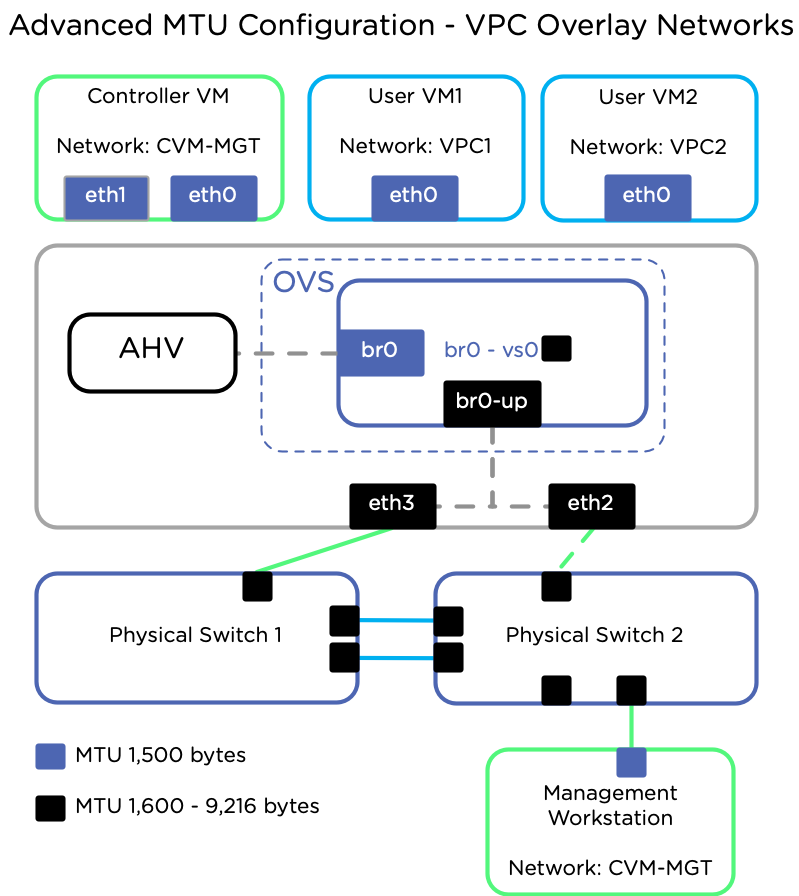 Advanced MTU Configuration - VPC Overlay Networks
Controller VM
Network: CVM-MGT
eth1
eth0
User VM1
Network: VPC1
eth0
User VM2
Network: VPC2
eth0
OVS
AHV
br0
br0 - vs0
br0-up
eth3
eth2
Physical Switch 1
Physical Switch 2
MTU 1,500 bytes
MTU 1,600 - 9,216 bytes
Management
Workstation
Network: CVM-MGT